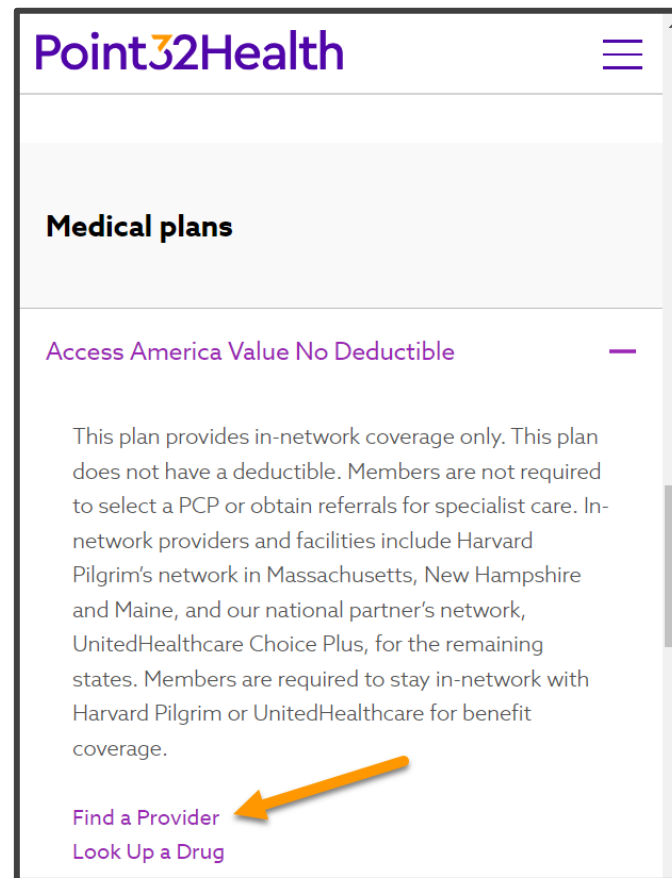 Point32Health
Medical plans
Access America Value No Deductible
This plan provides in-network coverage only. This plan
does not have a deductible. Members are not required
to select a PCP or obtain referrals for specialist care. In-
network providers and facilities include Harvard
Pilgrim's network in Massachusetts, New Hampshire
and Maine, and our national partner's network,
UnitedHealthcare Choice Plus, for the remaining
states. Members are required to stay in-network with
Harvard Pilgrim or UnitedHealthcare for benefit
coverage.
Find a Provider
Look Up a Drug